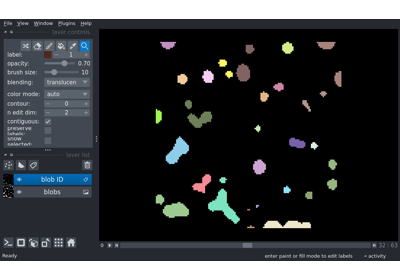 File View Window Plugins Help
layer controls
label: 1
opacity: 0.70
brush size: 10
blending: translucen
color mode: auto
contour: 0
n edit dim: 2
contiguous: ✓
preserve labels:
show selected:
layer list
blob ID
blobs
0 32 63
Ready enter paint or fill mode to edit labels activity